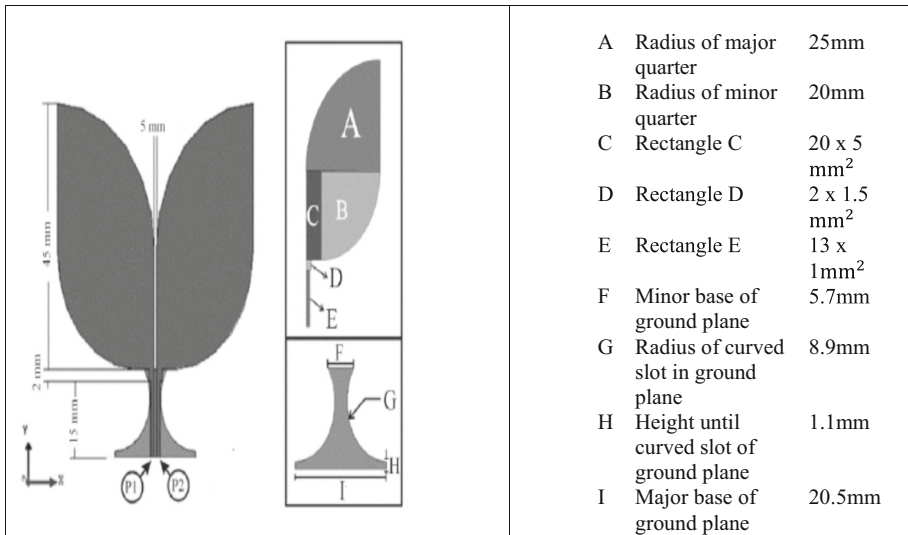 5 mm
45 mm
2 mm
15 mm
Y
X
P1
P2
A
B
C
D
E
F
G
H
I
A Radius of major 25mm
quarter
B Radius of minor 20mm
quarter
C Rectangle C 20 x 5
mm²
D Rectangle D 2 x 1.5
mm²
E Rectangle E 13 x
1mm²
F Minor base of 5.7mm
ground plane
G Radius of curved 8.9mm
slot in ground
plane
H Height until 1.1mm
curved slot of
ground plane
I Major base of 20.5mm
ground plane